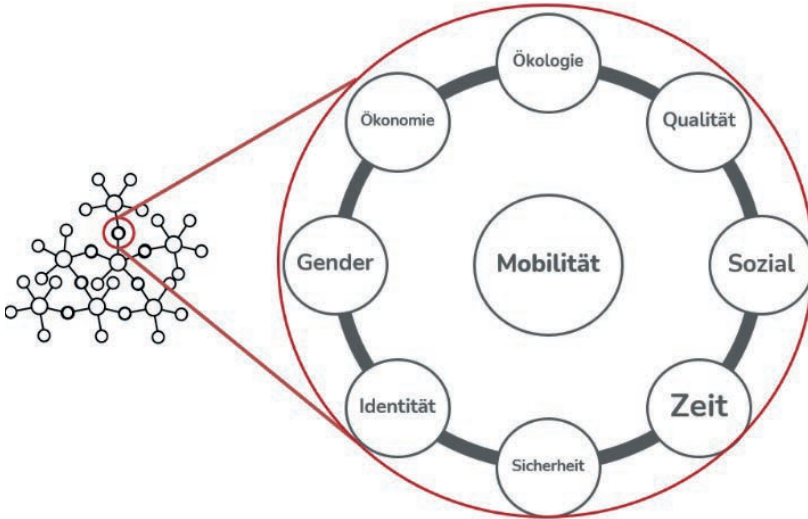 Ökologie
Ökonomie
Qualität
Gender
Mobilität
Sozial
Identität
Zeit
Sicherheit